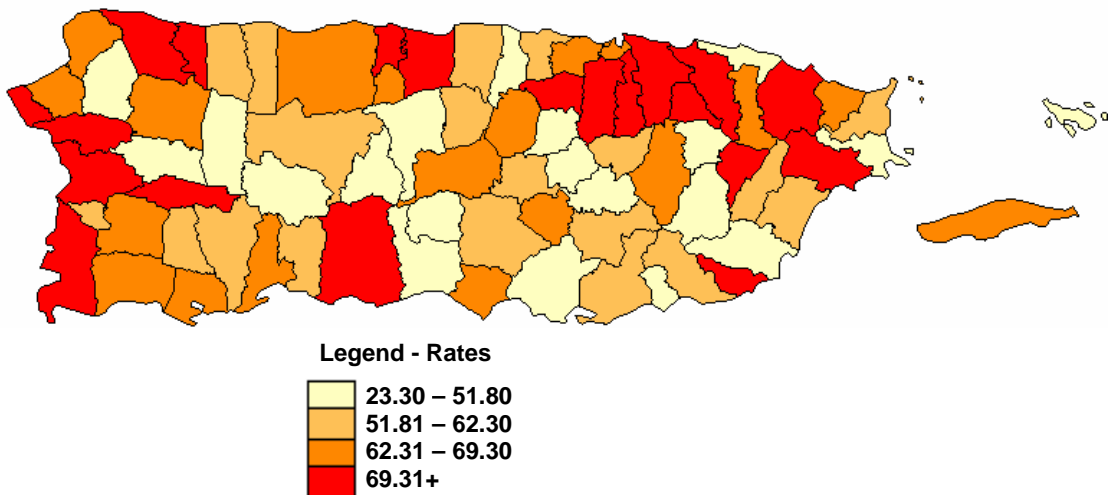 Legend - Rates
23.30 – 51.80
51.81 – 62.30
62.31 – 69.30
69.31+